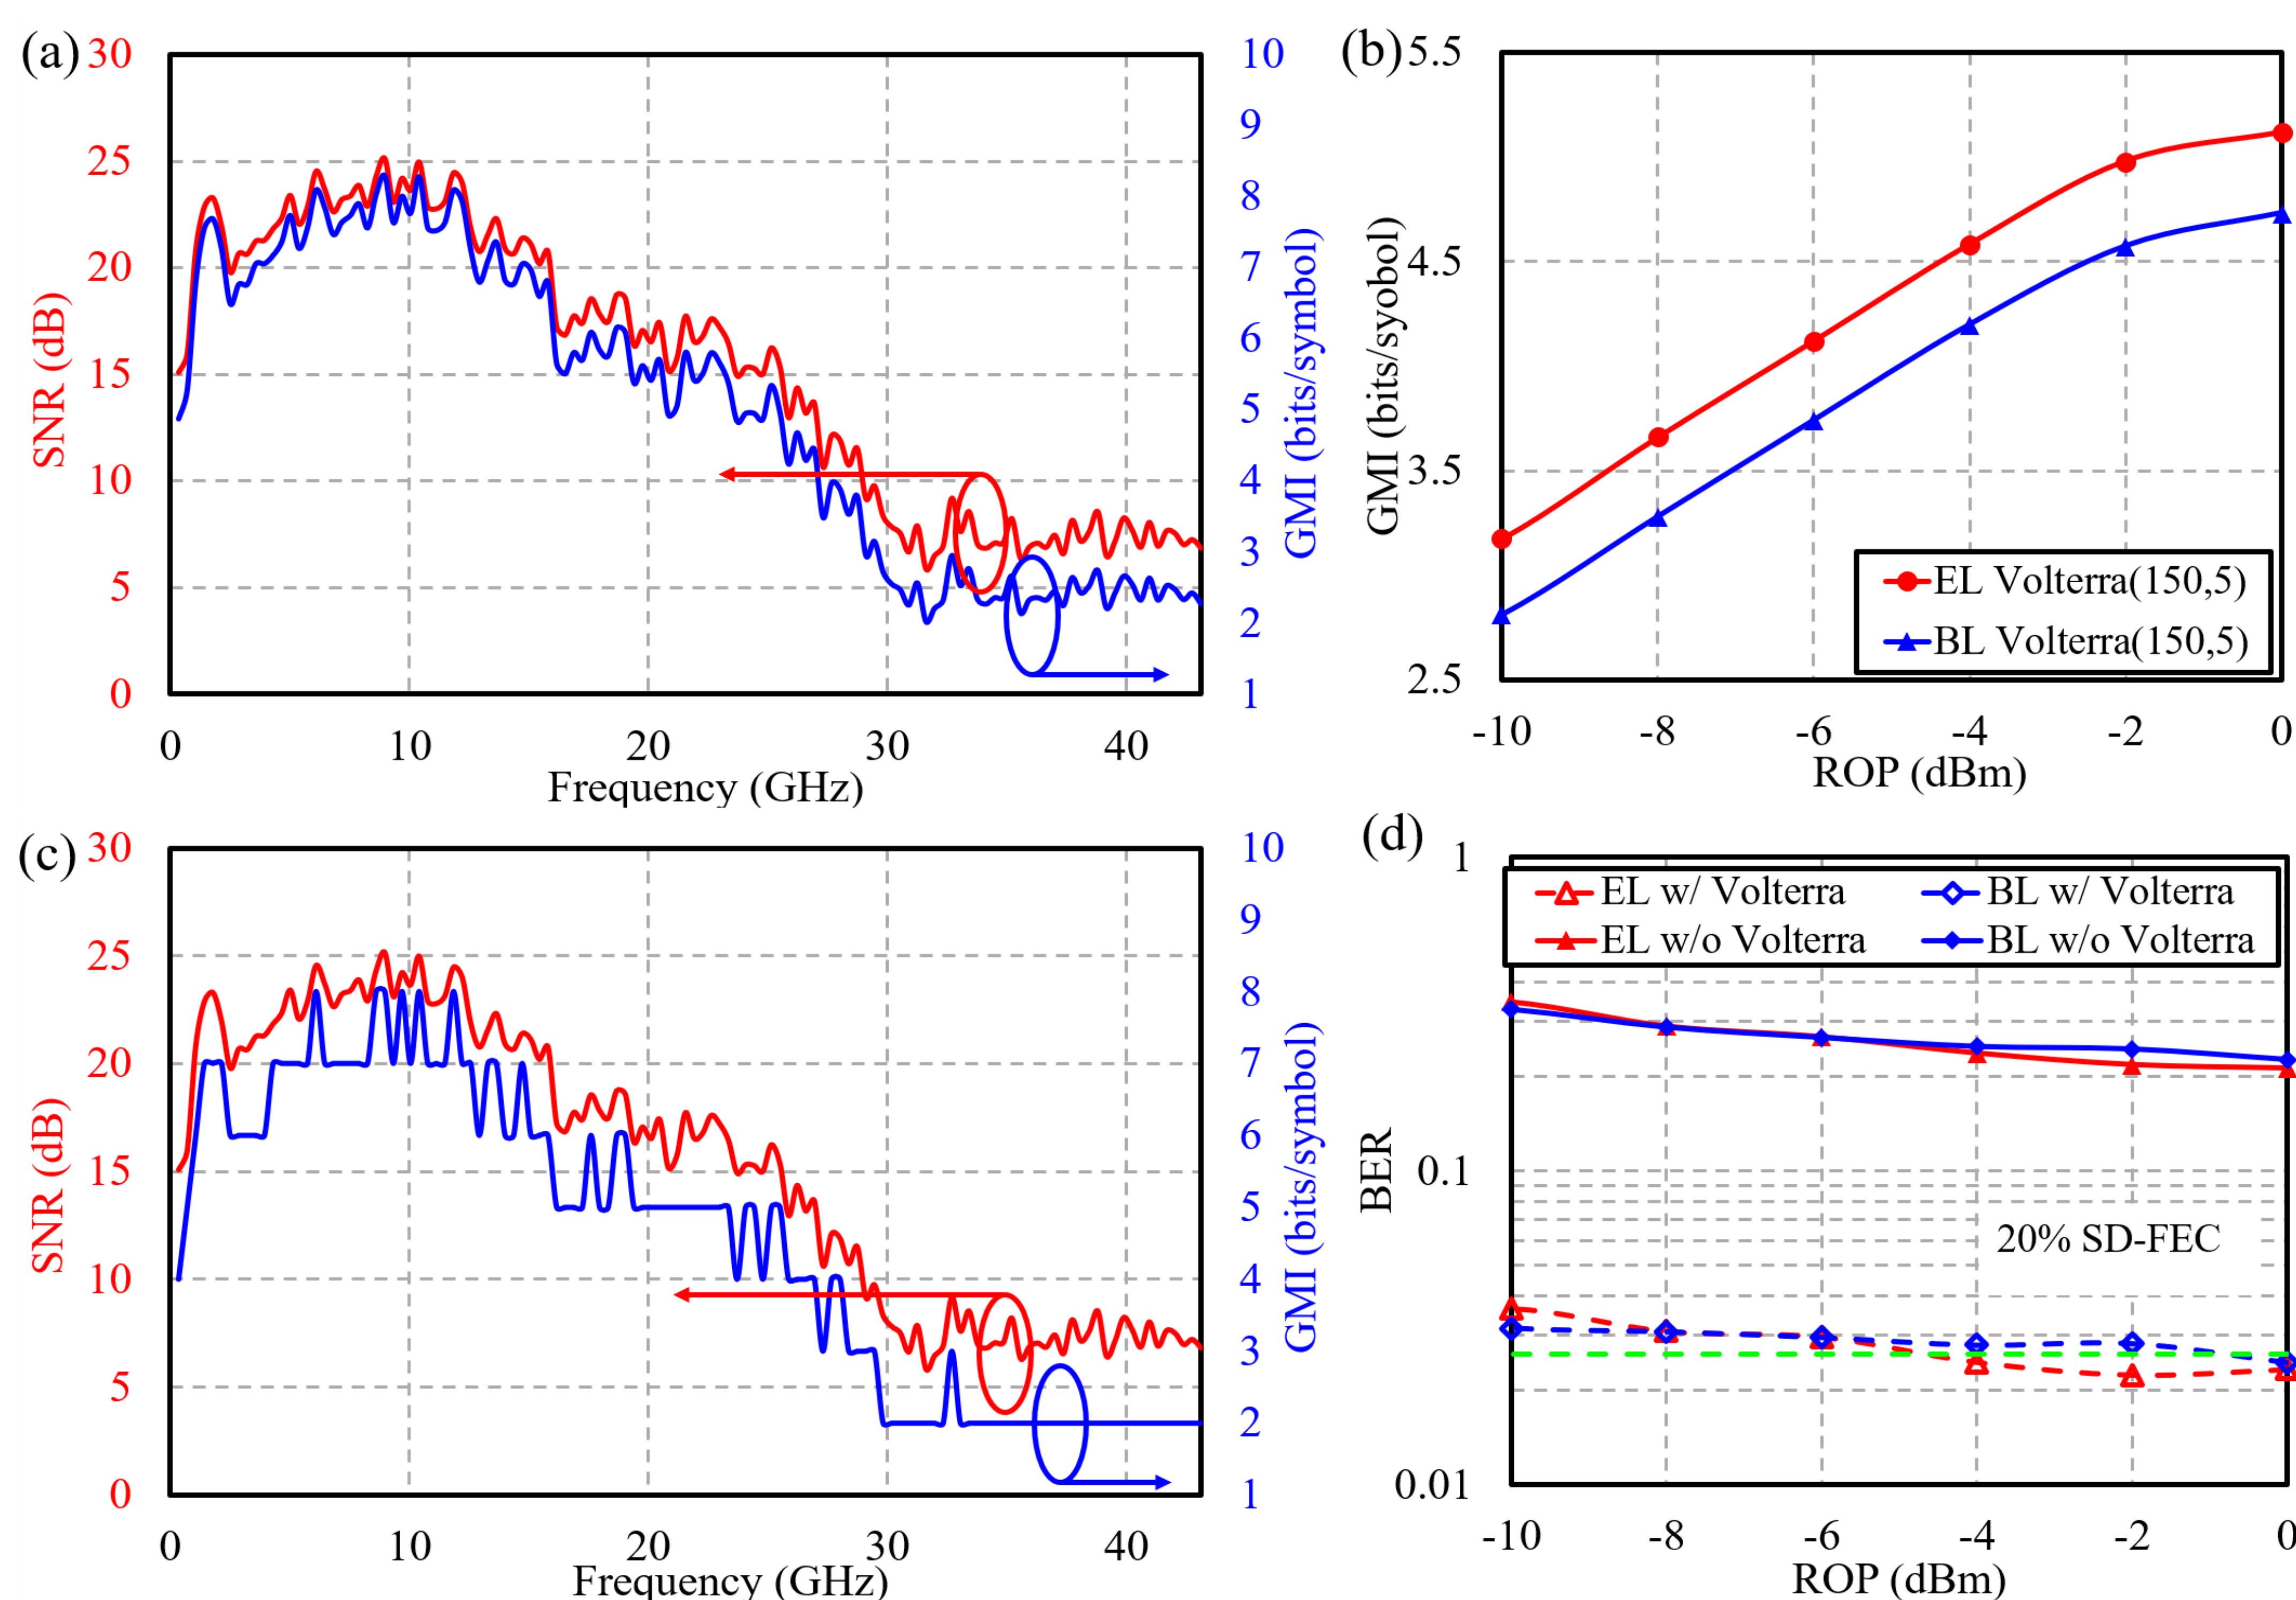 (a)
30
25
20
15
10
5
0
SNR (dB)
10
9
8
7
6
5
4
3
2
1
GMI (bits/symbol)
0 10 20 30 40
Frequency (GHz)
(b)
5.5
4.5
3.5
2.5
GMI (bits/syobol)
EL Volterra(150,5)
BL Volterra(150,5)
-10 -8 -6 -4 -2 0
ROP (dBm)
(c)
30
25
20
15
10
5
0
SNR (dB)
10
9
8
7
6
5
4
3
2
1
GMI (bits/symbol)
0 10 20 30 40
Frequency (GHz)
(d)
1
0.1
0.01
BER
EL w/ Volterra BL w/ Volterra
EL w/o Volterra BL w/o Volterra
20% SD-FEC
-10 -8 -6 -4 -2 0
ROP (dBm)